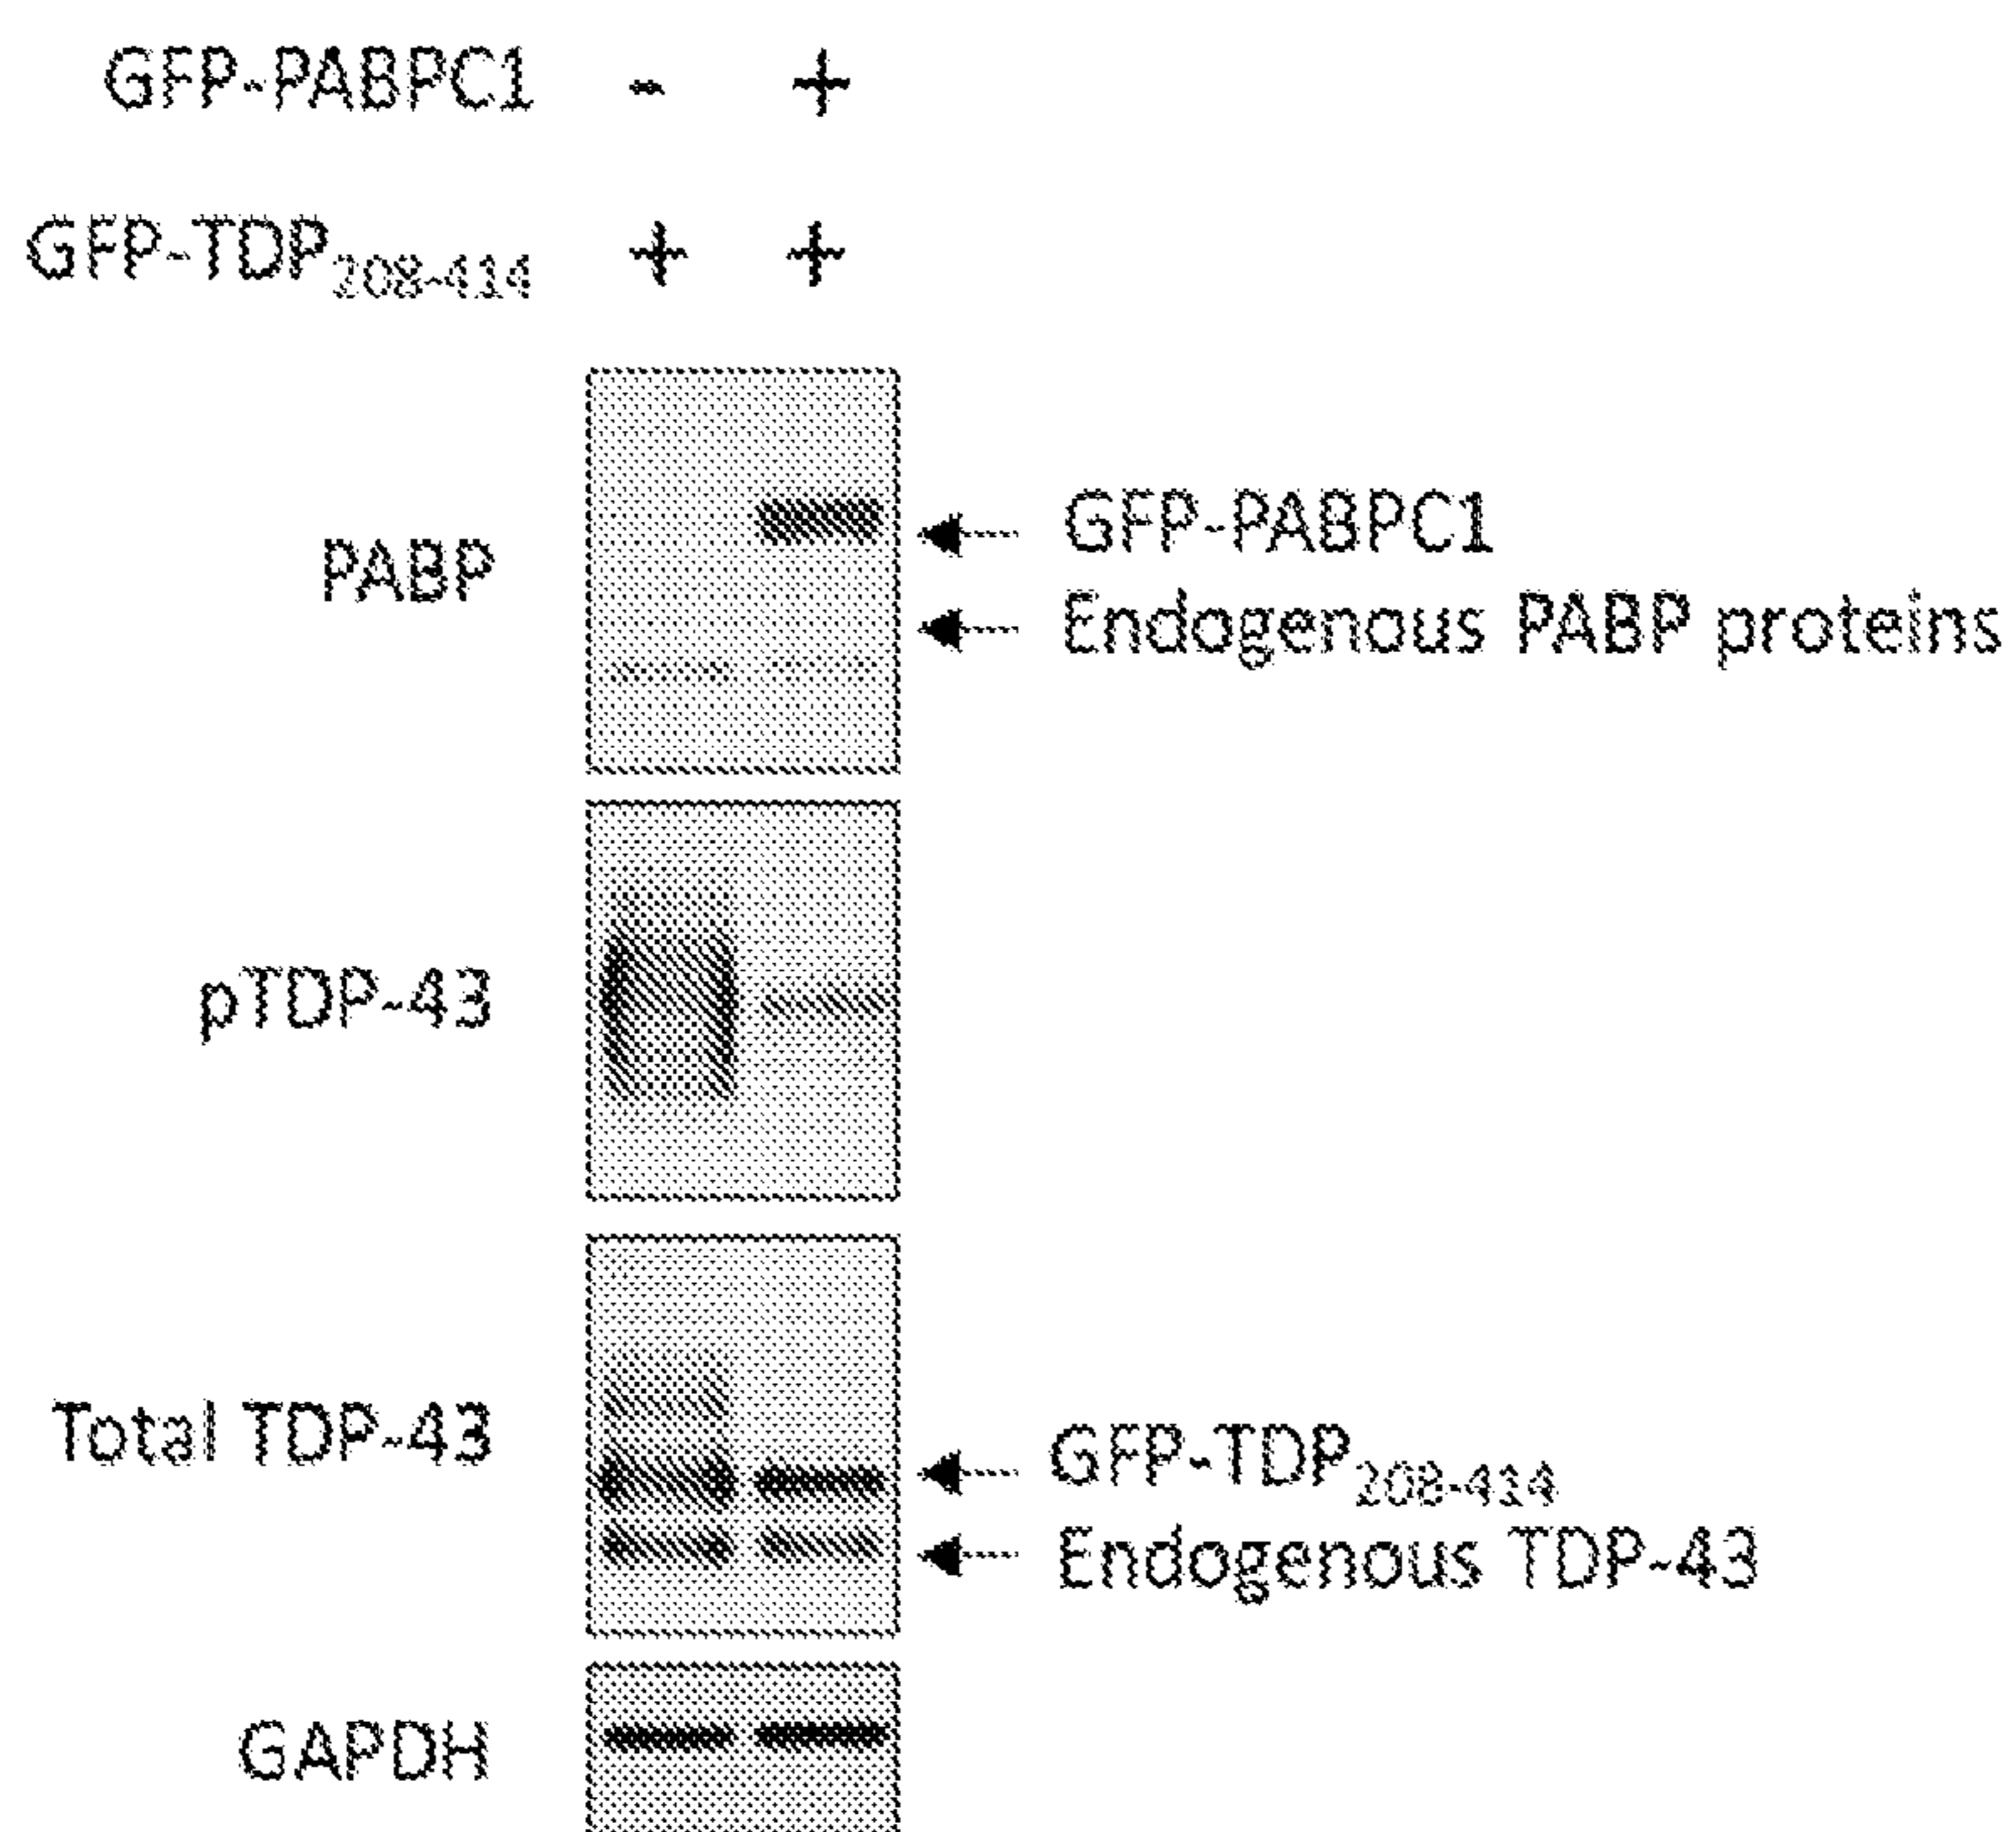 GFP-PABPC1 - +
GFP-TDP208-414 + +
PABP
GFP-PABPC1
Endogenous PABP proteins
pTDP-43
Total TDP-43
GFP-TDP208-414
Endogenous TDP-43
GAPDH